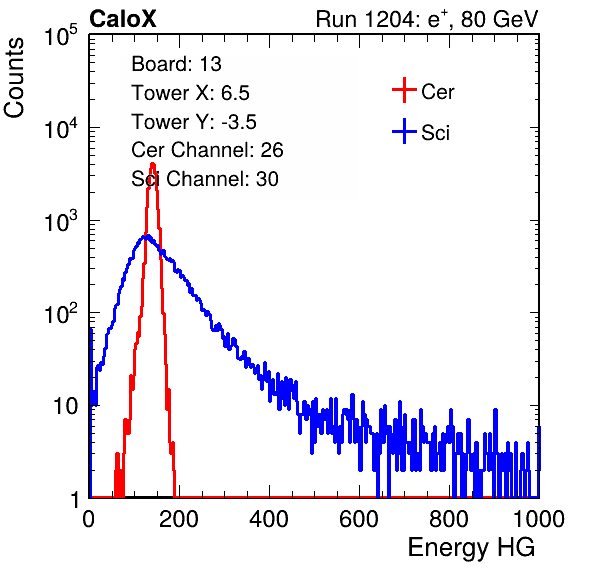 CaloX Run 1204: e⁺, 80 GeV
Counts
10⁵
10⁴
10³
10²
10
1
Board: 13
Tower X: 6.5
Tower Y: -3.5
Cer Channel: 26
Sci Channel: 30
Cer
Sci
0 200 400 600 800 1000
Energy HG